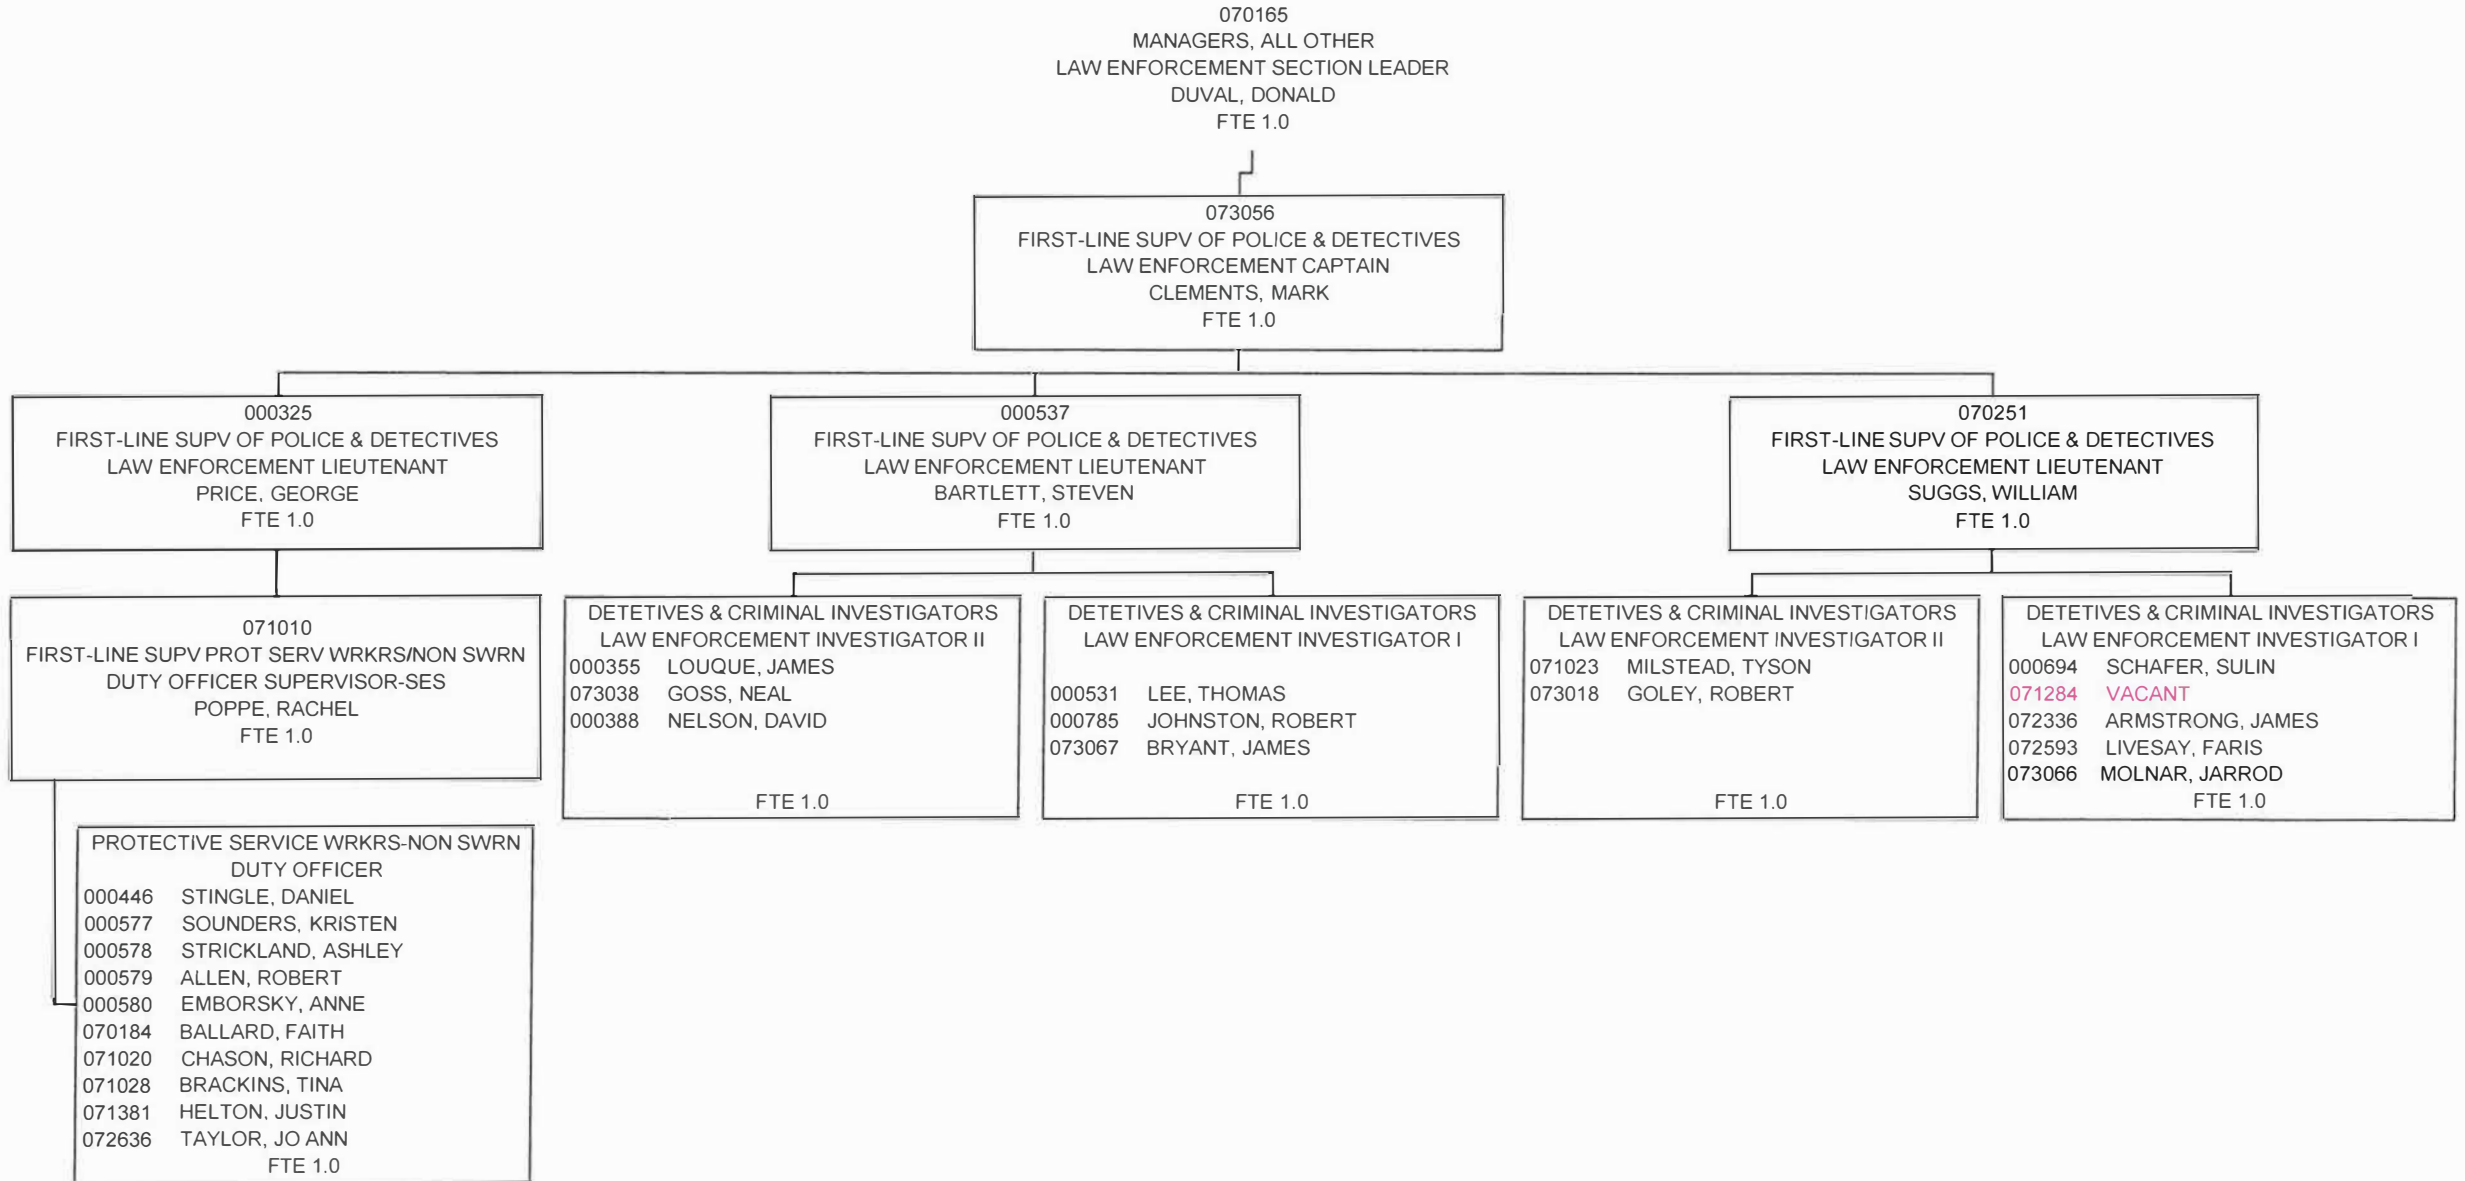 070165
MANAGERS, ALL OTHER
LAW ENFORCEMENT SECTION LEADER
DUVAL, DONALD
FTE 1.0
073056
FIRST-LINE SUPV OF POLICE & DETECTIVES
LAW ENFORCEMENT CAPTAIN
CLEMENTS, MARK
FTE 1.0
000325
FIRST-LINE SUPV OF POLICE & DETECTIVES
LAW ENFORCEMENT LIEUTENANT
PRICE, GEORGE
FTE 1.0
000537
FIRST-LINE SUPV OF POLICE & DETECTIVES
LAW ENFORCEMENT LIEUTENANT
BARTLETT, STEVEN
FTE 1.0
070251
FIRST-LINE SUPV OF POLICE & DETECTIVES
LAW ENFORCEMENT LIEUTENANT
SUGGS, WILLIAM
FTE 1.0
071010
FIRST-LINE SUPV PROT SERV WRKRS/NON SWRN
DUTY OFFICER SUPERVISOR-SES
POPPE, RACHEL
FTE 1.0
DETETIVES & CRIMINAL INVESTIGATORS
LAW ENFORCEMENT INVESTIGATOR II
000355 LOUQUE, JAMES
073038 GOSS, NEAL
000388 NELSON, DAVID
FTE 1.0
DETETIVES & CRIMINAL INVESTIGATORS
LAW ENFORCEMENT INVESTIGATOR I
000531 LEE, THOMAS
000785 JOHNSTON, ROBERT
073067 BRYANT, JAMES
FTE 1.0
DETETIVES & CRIMINAL INVESTIGATORS
LAW ENFORCEMENT INVESTIGATOR II
071023 MILSTEAD, TYSON
073018 GOLEY, ROBERT
FTE 1.0
DETETIVES & CRIMINAL INVESTIGATORS
LAW ENFORCEMENT INVESTIGATOR I
000694 SCHAFER, SULIN
071284 VACANT
072336 ARMSTRONG, JAMES
072593 LIVESAY, FARIS
073066 MOLNAR, JARROD
FTE 1.0
PROTECTIVE SERVICE WRKRS-NON SWRN
DUTY OFFICER
000446 STINGLE, DANIEL
000577 SOUNDERS, KRISTEN
000578 STRICKLAND, ASHLEY
000579 ALLEN, ROBERT
000580 EMBORSKY, ANNE
070184 BALLARD, FAITH
071020 CHASON, RICHARD
071028 BRACKINS, TINA
071381 HELTON, JUSTIN
072636 TAYLOR, JO ANN
FTE 1.0